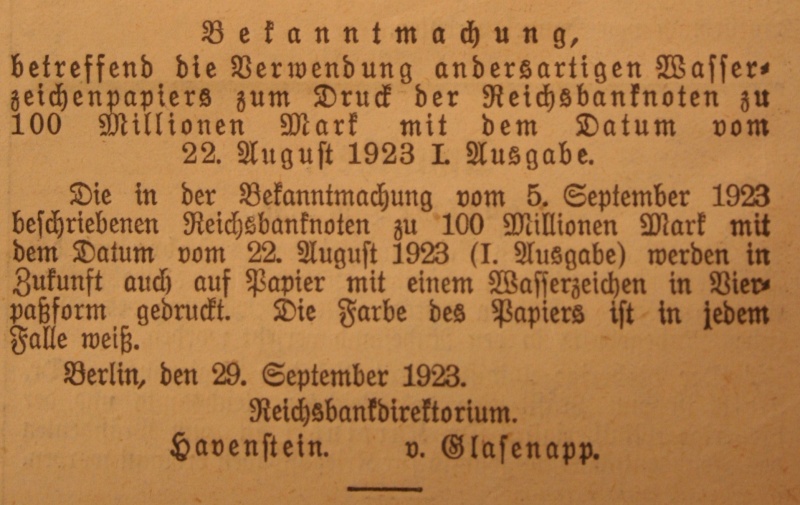 Bekanntmachung,
betreffend die Verwendung andersartigen Wasser-
zeichenpapiers zum Druck der Reichsbanknoten zu
100 Millionen Mark mit dem Datum vom
22. August 1923 I. Ausgabe.
Die in der Bekanntmachung vom 5. September 1923
beschriebenen Reichsbanknoten zu 100 Millionen Mark mit
dem Datum vom 22. August 1923 (I. Ausgabe) werden in
Zukunft auch auf Papier mit einem Wasserzeichen in Vier-
paßform gedruckt. Die Farbe des Papiers ist in jedem
Falle weiß.
Berlin, den 29. September 1923.
Reichsbankdirektorium.
Havenstein. v. Glasenapp.